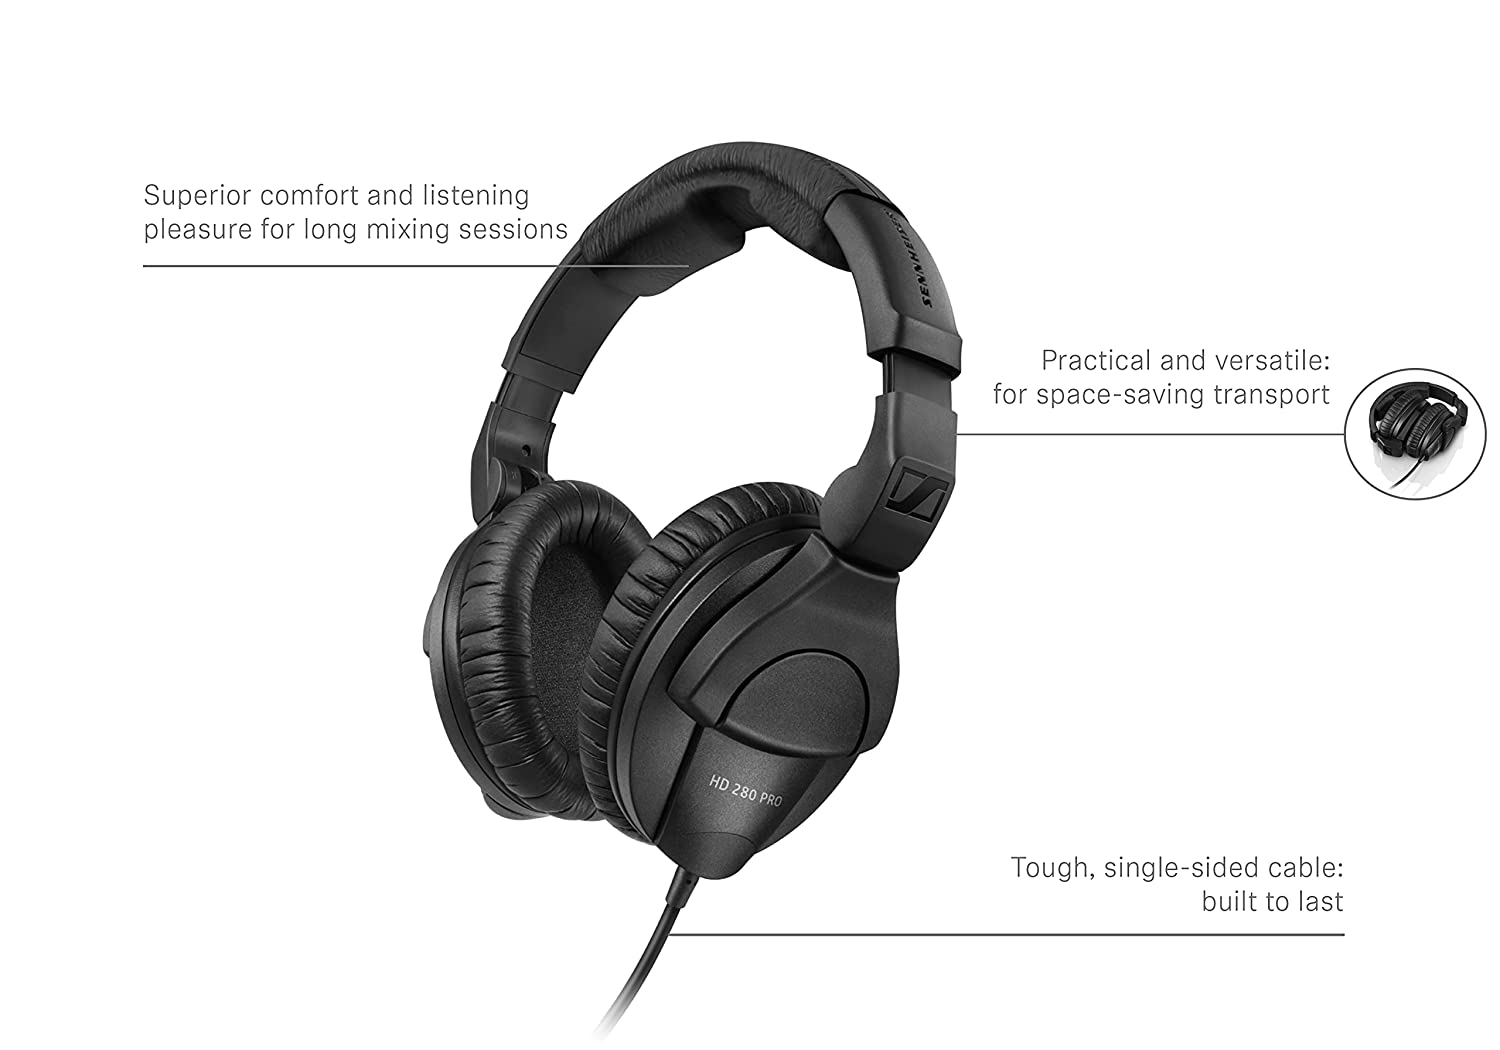 Superior comfort and listening
pleasure for long mixing sessions
SENNHEISER
Practical and versatile:
for space-saving transport
HD 280 PRO
Tough, single-sided cable:
built to last